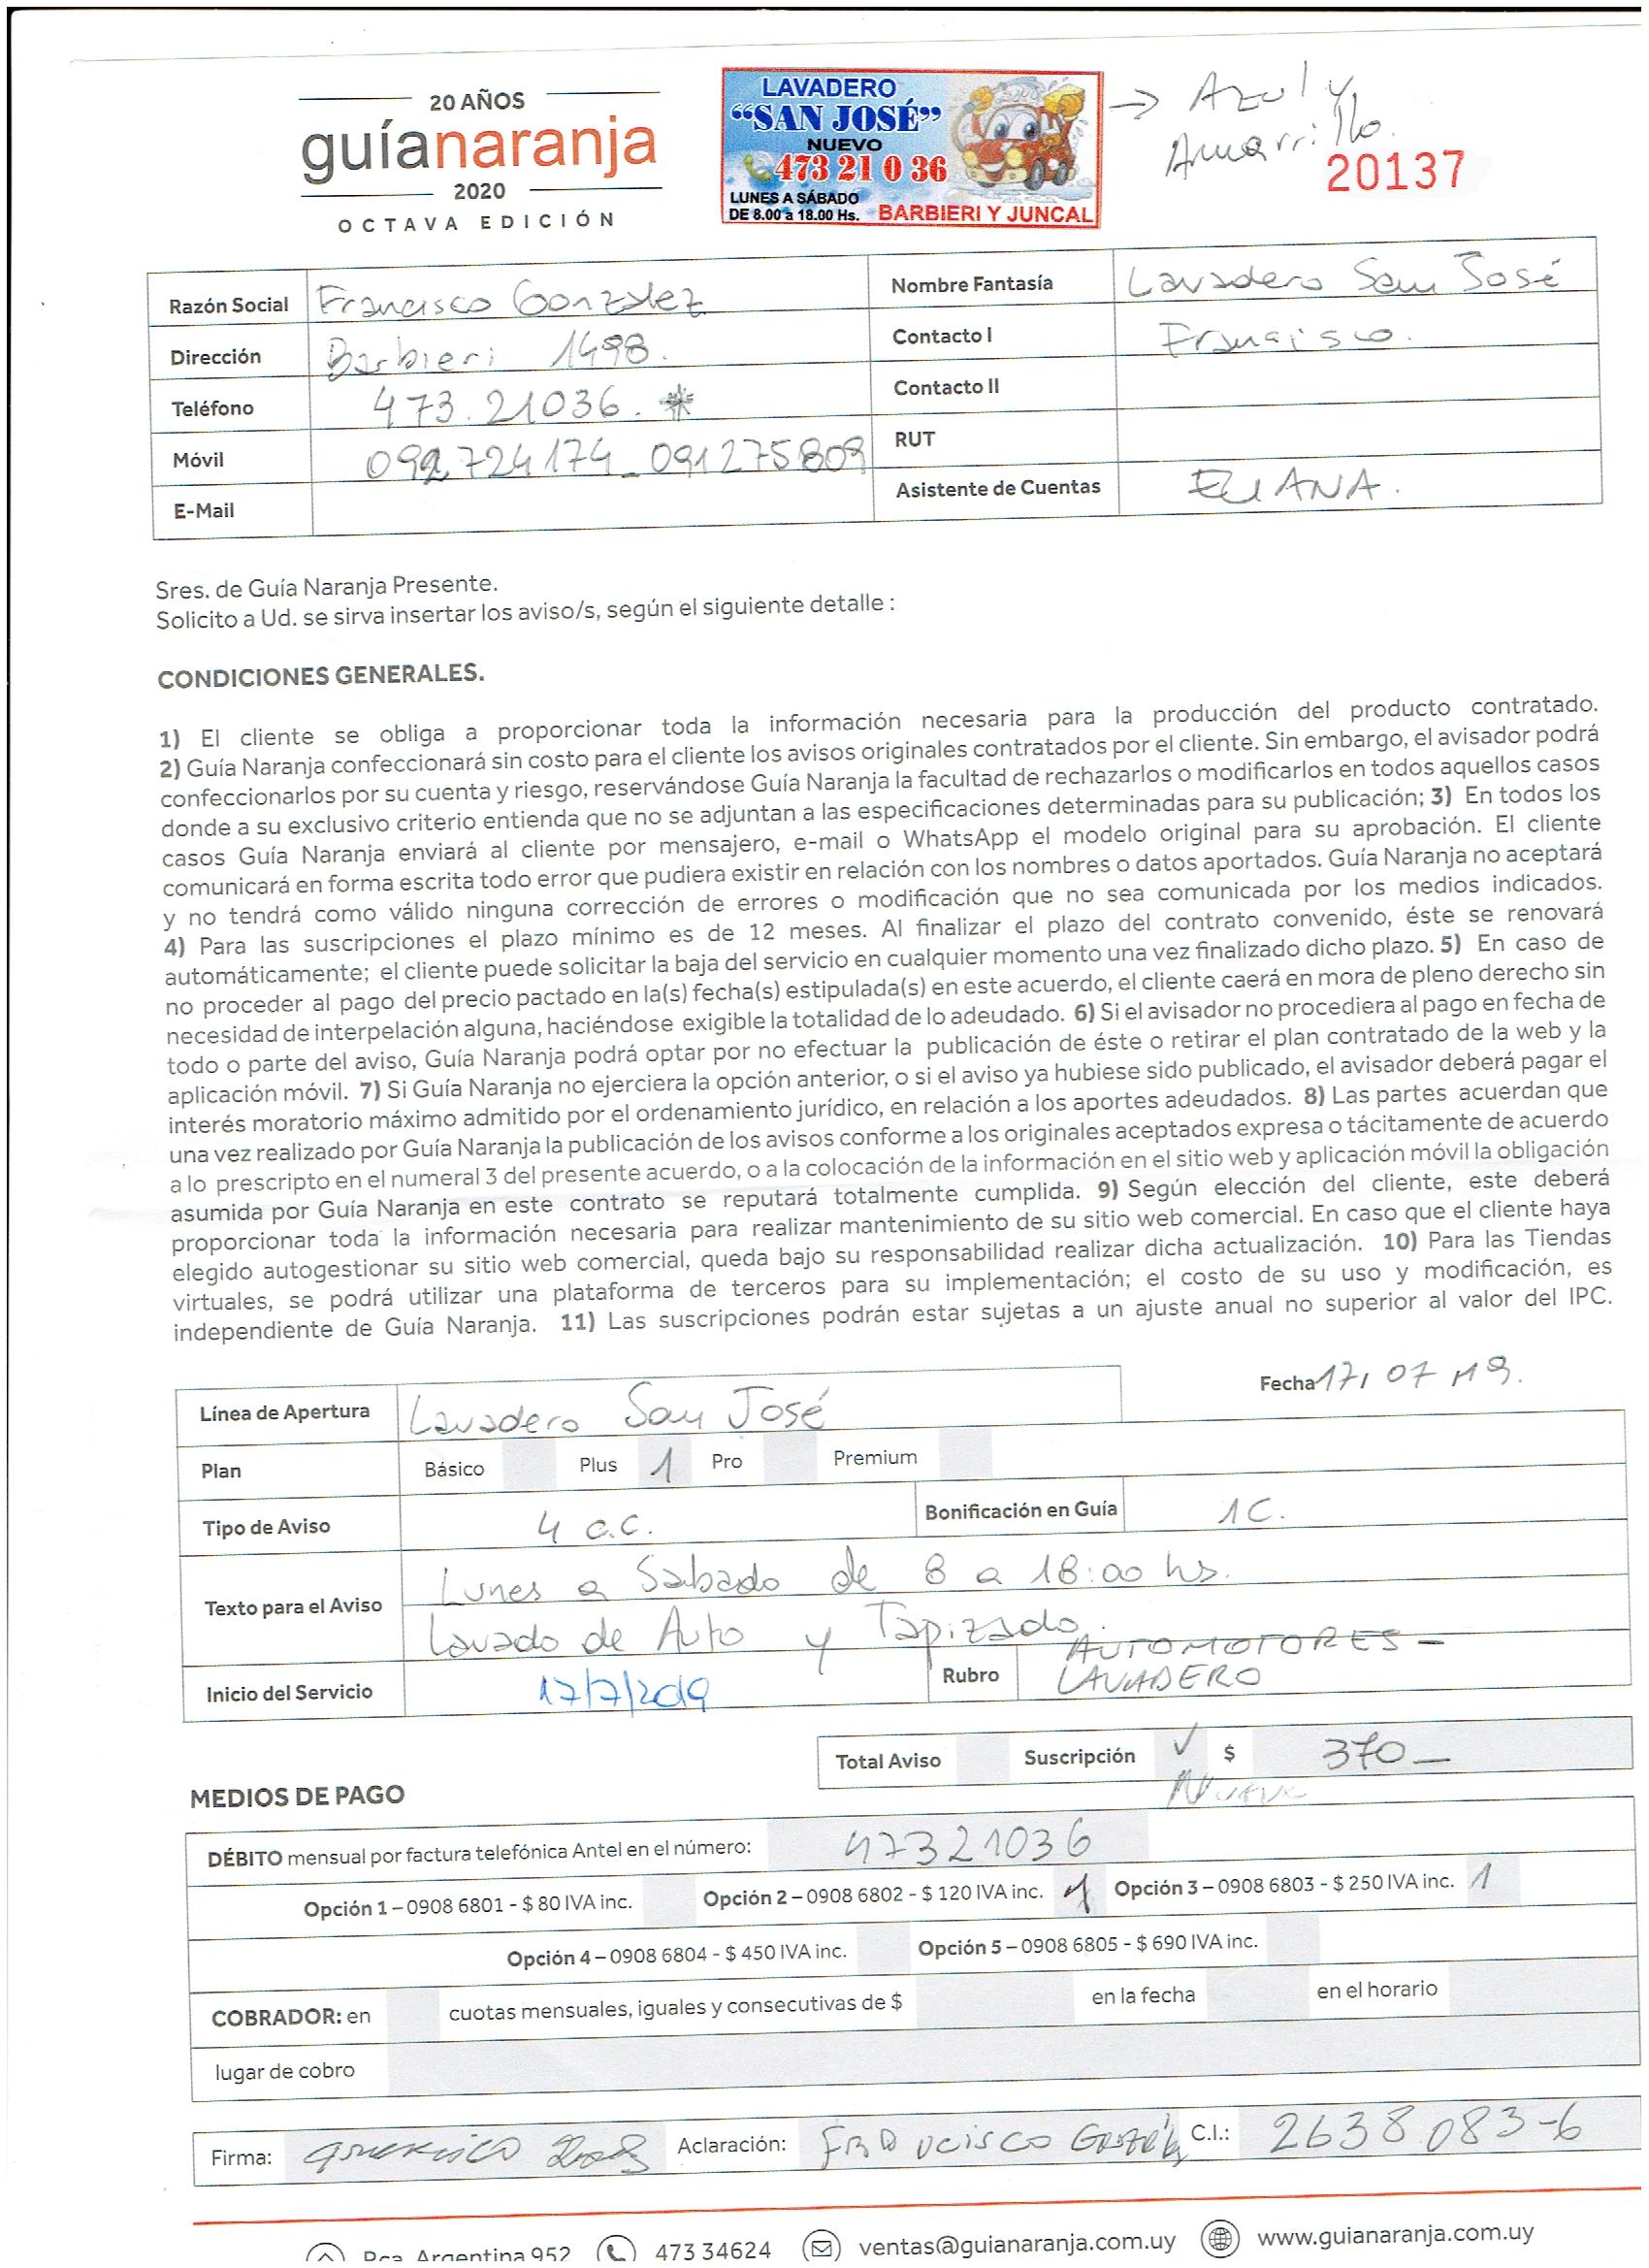 20 AÑOS
guíanaranja
2020
OCTAVA EDICIÓN
LAVADERO
“SAN JOSÉ”
NUEVO
473 21 0 36
LUNES A SÁBADO
DE 8.00 a 18.00 Hs. BARBIERI Y JUNCAL
→ Azul y
Amarrillo.
20137
Razón Social Francisco Gonzalez
Nombre Fantasía Lavadero San José
Dirección Barbieri 1498.
Contacto I Francisco.
Teléfono 473.21036. *
Contacto II
Móvil 092724174_091275809
RUT
E-Mail
Asistente de Cuentas ELIANA.
Sres. de Guía Naranja Presente.
Solicito a Ud. se sirva insertar los aviso/s, según el siguiente detalle :
CONDICIONES GENERALES.
1) El cliente se obliga a proporcionar toda la información necesaria para la producción del producto contratado.
2) Guía Naranja confeccionará sin costo para el cliente los avisos originales contratados por el cliente. Sin embargo, el avisador podrá
confeccionarlos por su cuenta y riesgo, reservándose Guía Naranja la facultad de rechazarlos o modificarlos en todos aquellos casos
donde a su exclusivo criterio entienda que no se adjuntan a las especificaciones determinadas para su publicación; 3) En todos los
casos Guía Naranja enviará al cliente por mensajero, e-mail o WhatsApp el modelo original para su aprobación. El cliente
comunicará en forma escrita todo error que pudiera existir en relación con los nombres o datos aportados. Guía Naranja no aceptará
y no tendrá como válido ninguna corrección de errores o modificación que no sea comunicada por los medios indicados.
4) Para las suscripciones el plazo mínimo es de 12 meses. Al finalizar el plazo del contrato convenido, éste se renovará
automáticamente; el cliente puede solicitar la baja del servicio en cualquier momento una vez finalizado dicho plazo. 5) En caso de
no proceder al pago del precio pactado en la(s) fecha(s) estipulada(s) en este acuerdo, el cliente caerá en mora de pleno derecho sin
necesidad de interpelación alguna, haciéndose exigible la totalidad de lo adeudado. 6) Si el avisador no procediera al pago en fecha de
todo o parte del aviso, Guía Naranja podrá optar por no efectuar la publicación de éste o retirar el plan contratado de la web y la
aplicación móvil. 7) Si Guía Naranja no ejerciera la opción anterior, o si el aviso ya hubiese sido publicado, el avisador deberá pagar el
interés moratorio máximo admitido por el ordenamiento jurídico, en relación a los aportes adeudados. 8) Las partes acuerdan que
una vez realizado por Guía Naranja la publicación de los avisos conforme a los originales aceptados expresa o tácitamente de acuerdo
a lo prescripto en el numeral 3 del presente acuerdo, o a la colocación de la información en el sitio web y aplicación móvil la obligación
asumida por Guía Naranja en este contrato se reputará totalmente cumplida. 9) Según elección del cliente, este deberá
proporcionar toda la información necesaria para realizar mantenimiento de su sitio web comercial. En caso que el cliente haya
elegido autogestionar su sitio web comercial, queda bajo su responsabilidad realizar dicha actualización. 10) Para las Tiendas
virtuales, se podrá utilizar una plataforma de terceros para su implementación; el costo de su uso y modificación, es
independiente de Guía Naranja. 11) Las suscripciones podrán estar sujetas a un ajuste anual no superior al valor del IPC.
Fecha 17, 07 /19.
Línea de Apertura Lavadero San José
Plan Básico Plus 1 Pro Premium
Tipo de Aviso 4 c.c. Bonificación en Guía 1C.
Texto para el Aviso Lunes a Sabado de 8 a 18:00 hs.
Lavado de Auto y Tapizado.
Inicio del Servicio 17/7/2019 Rubro AUTOMOTORES -
LAVADERO
Total Aviso Suscripción ✓ $ 370_
Nueva
MEDIOS DE PAGO
DÉBITO mensual por factura telefónica Antel en el número: 47321036
Opción 1 – 0908 6801 - $ 80 IVA inc. Opción 2 – 0908 6802 - $ 120 IVA inc. 1 Opción 3 – 0908 6803 - $ 250 IVA inc. 1
Opción 4 – 0908 6804 - $ 450 IVA inc. Opción 5 – 0908 6805 - $ 690 IVA inc.
COBRADOR: en cuotas mensuales, iguales y consecutivas de $ en la fecha en el horario
lugar de cobro
Firma: Aclaración: C.I.: 2638083-6
Pca. Argentina 952 473 34624 ventas@guianaranja.com.uy www.guianaranja.com.uy